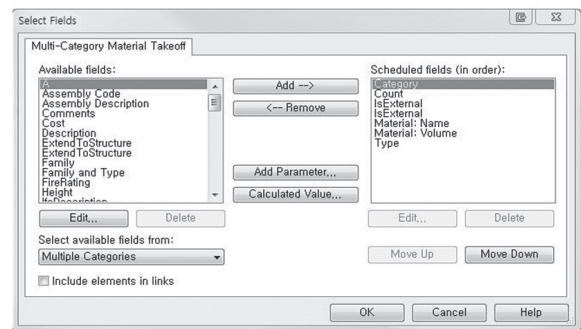 Select Fields
Multi-Category Material Takeoff
Available fields:
A
Assembly Code
Assembly Description
Comments
Cost
Description
ExtendToStructure
ExtendToStructure
Family
Family and Type
FireRating
Height
IfcDescription
Edit...
Delete
Select available fields from:
Multiple Categories
Include elements in links
Add -->
<-- Remove
Add Parameter...
Calculated Value...
Scheduled fields (in order):
Category
Count
IsExternal
IsExternal
Material: Name
Material: Volume
Type
Edit...
Delete
Move Up
Move Down
OK
Cancel
Help